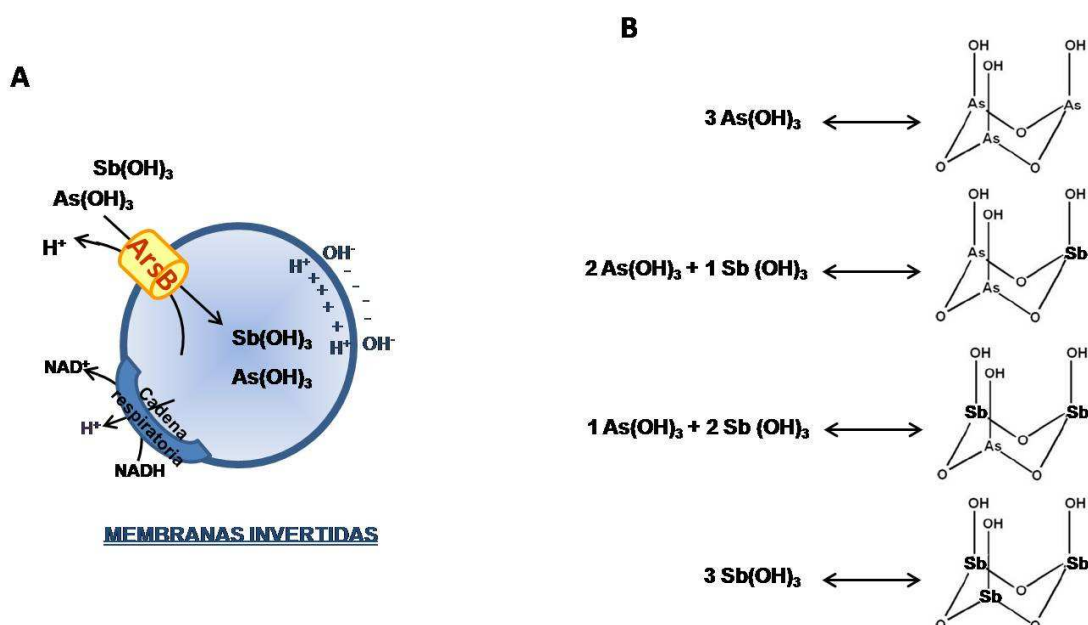 A
Sb(OH)₃
As(OH)₃
H⁺
ArsB
OH⁻
H⁺
+
+
+
+
+
-
-
-
-
H⁺
OH⁻
Sb(OH)₃
As(OH)₃
NAD⁺
Cadena
respiratoria
H⁺
NADH
MEMBRANAS INVERTIDAS
B
3 As(OH)₃
OH
OH
OH
As
As
As
O
O
O
2 As(OH)₃ + 1 Sb (OH)₃
OH
OH
OH
As
Sb
As
O
O
O
1 As(OH)₃ + 2 Sb (OH)₃
OH
OH
OH
Sb
Sb
As
O
O
O
3 Sb(OH)₃
OH
OH
OH
Sb
Sb
Sb
O
O
O